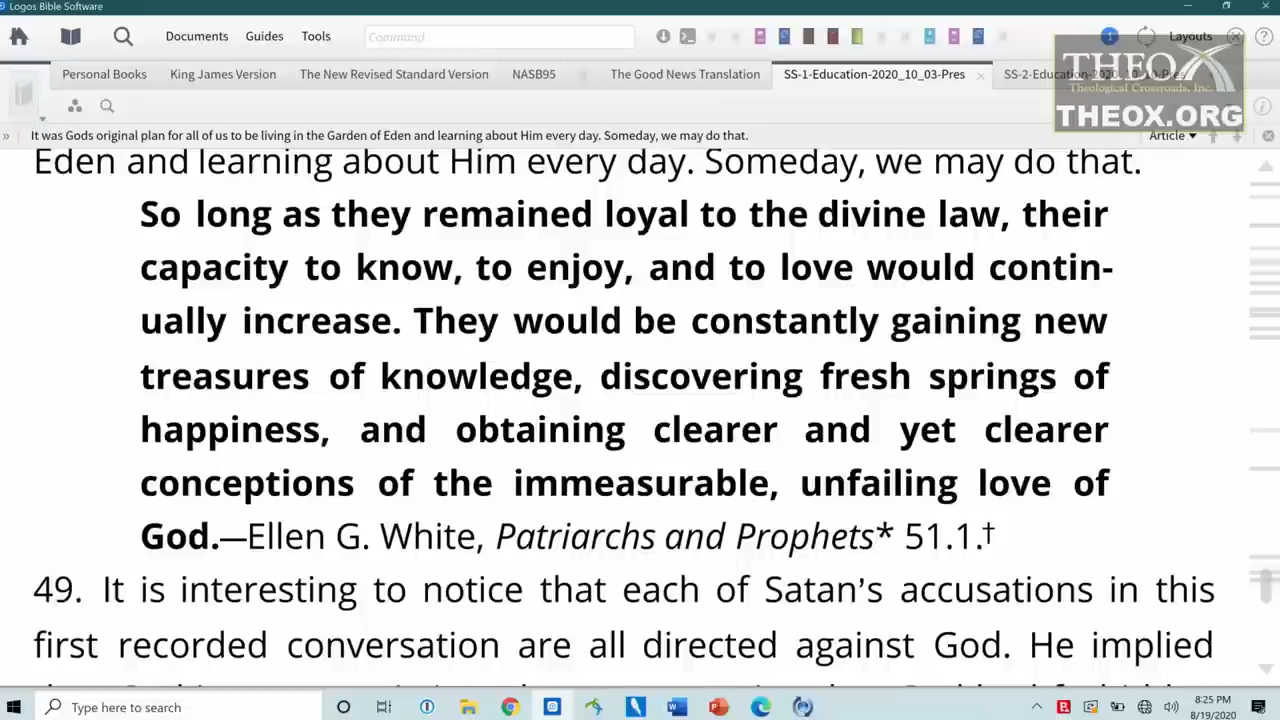 Logos Bible Software
Documents Guides Tools Command 1 Layouts
Personal Books King James Version The New Revised Standard Version NASB95 The Good News Translation SS-1-Education-2020_10_03-Pres SS-2-Education-2020_10_10-Pres
THEOX
Theological Crossroads, Inc.
THEOX.ORG
» It was Gods original plan for all of us to be living in the Garden of Eden and learning about Him every day. Someday, we may do that. Article
Eden and learning about Him every day. Someday, we may do that.
So long as they remained loyal to the divine law, their
capacity to know, to enjoy, and to love would contin-
ually increase. They would be constantly gaining new
treasures of knowledge, discovering fresh springs of
happiness, and obtaining clearer and yet clearer
conceptions of the immeasurable, unfailing love of
God.—Ellen G. White, Patriarchs and Prophets* 51.1.†
49. It is interesting to notice that each of Satan's accusations in this
first recorded conversation are all directed against God. He implied
Type here to search
8:25 PM
8/19/2020